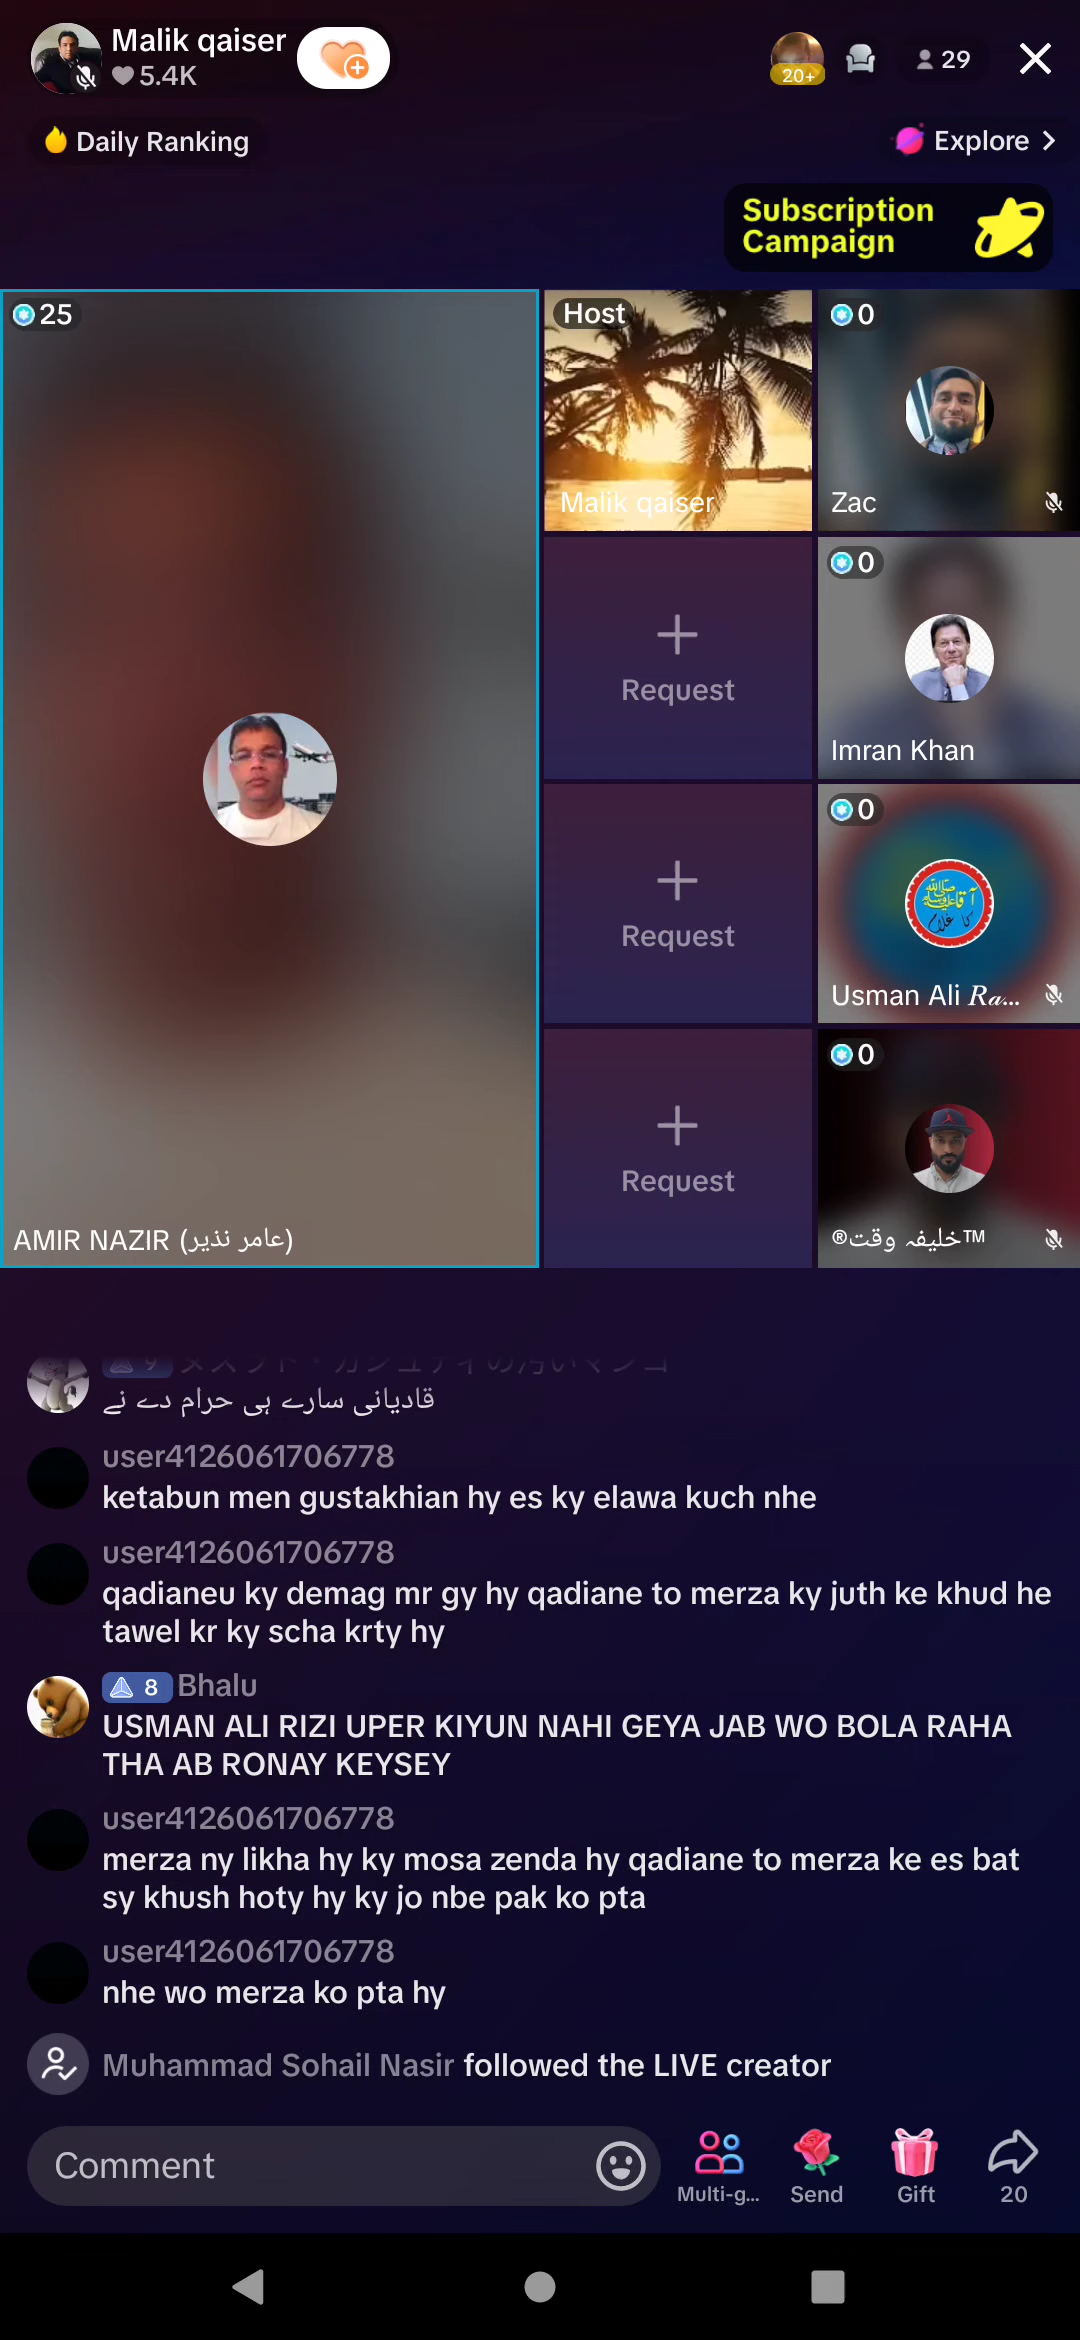 Malik qaiser
5.4K
20+
29
Daily Ranking
Explore
Subscription
Campaign
25
Host
Malik qaiser
0
Zac
Request
0
Imran Khan
Request
0
Usman Ali 𝑅𝒶...
Request
0
®خلیفہ وقت™
AMIR NAZIR (عامر نذیر)
قادیانی سارے ہی حرام دے نے
user4126061706778
ketabun men gustakhian hy es ky elawa kuch nhe
user4126061706778
qadianeu ky demag mr gy hy qadiane to merza ky juth ke khud he
tawel kr ky scha krty hy
8 Bhalu
USMAN ALI RIZI UPER KIYUN NAHI GEYA JAB WO BOLA RAHA
THA AB RONAY KEYSEY
user4126061706778
merza ny likha hy ky mosa zenda hy qadiane to merza ke es bat
sy khush hoty hy ky jo nbe pak ko pta
user4126061706778
nhe wo merza ko pta hy
Muhammad Sohail Nasir followed the LIVE creator
Comment
Multi-g...
Send
Gift
20